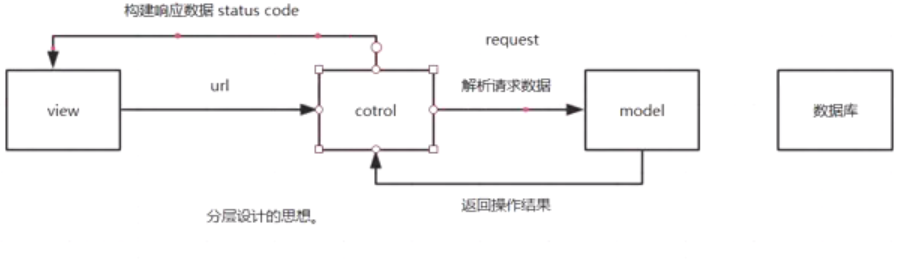 构建响应数据 status code
request
view
url
cotrol
解析请求数据
model
数据库
返回操作结果
分层设计的思想。